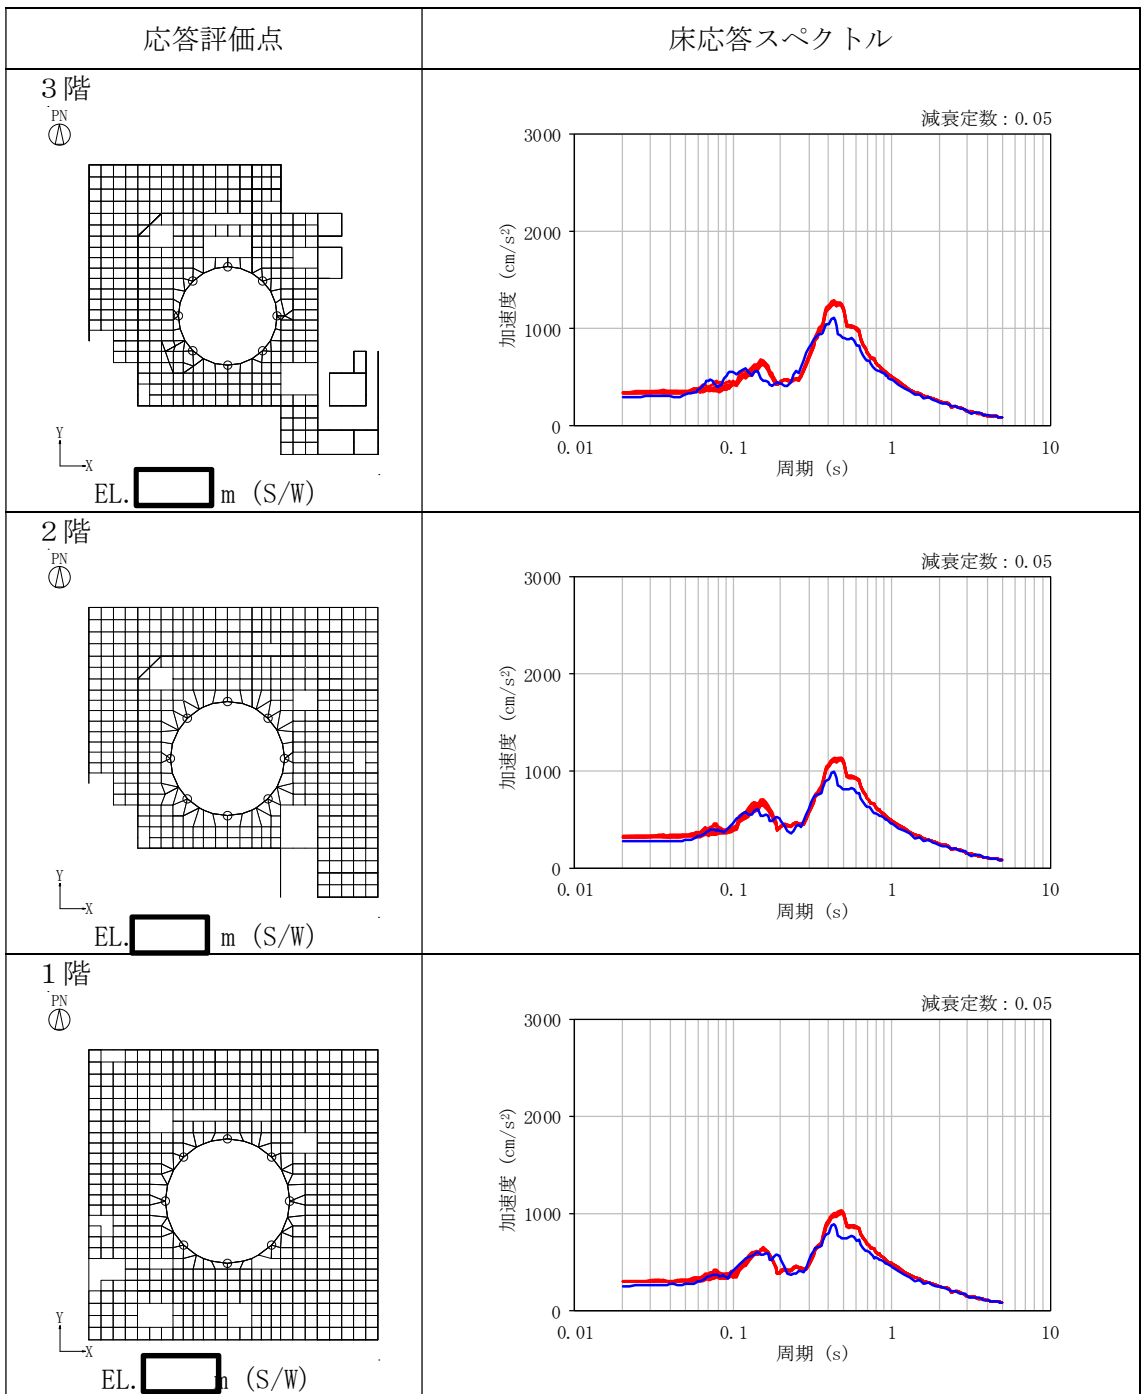 応答評価点
床応答スペクトル
3階
PN
Y
X
EL. m (S/W)
減衰定数:0.05
3000
2000
1000
0
加速度 (cm/s²)
0.01
0.1
1
10
周期 (s)
2階
PN
Y
X
EL. m (S/W)
減衰定数:0.05
3000
2000
1000
0
加速度 (cm/s²)
0.01
0.1
1
10
周期 (s)
1階
PN
Y
X
EL. m (S/W)
減衰定数:0.05
3000
2000
1000
0
加速度 (cm/s²)
0.01
0.1
1
10
周期 (s)